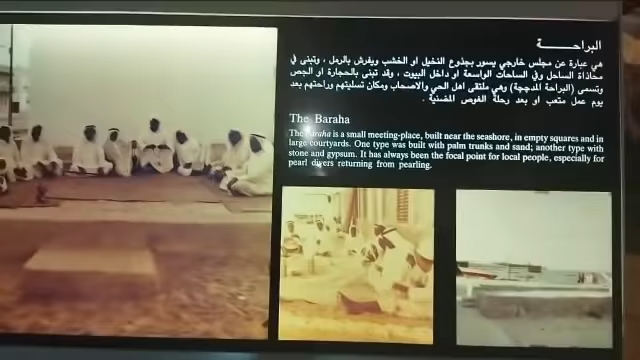 البراحــــــة
هي عبارة عن مجلس خارجي يسور بجذوع النخيل او الخشب ويفرش بالرمل ، وتبنى في
محاذاة الساحل وفي الساحات الواسعة او داخل البيوت ، وقد تبنى بالحجارة او الجص
وتسمى (البراحة المدججة) وهي ملتقى اهل الحي والاصحاب ومكان تسليتهم وراحتهم بعد
يوم عمل متعب او بعد رحلة الغوص المضنية .
The Baraha
The Baraha is a small meeting-place, built near the seashore, in empty squares and in
large courtyards. One type was built with palm trunks and sand; another type with
stone and gypsum. It has always been the focal point for local people, especially for
pearl divers returning from pearling.